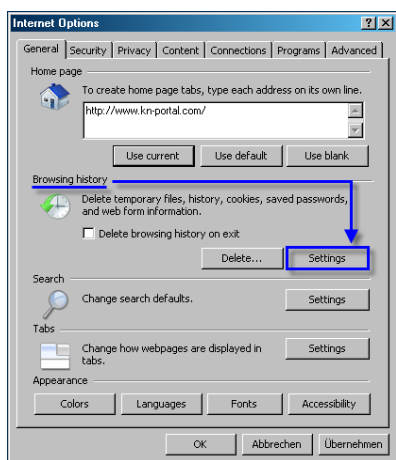 Internet Options
General Security Privacy Content Connections Programs Advanced
Home page
To create home page tabs, type each address on its own line.
http://www.kn-portal.com/
Use current Use default Use blank
Browsing history
Delete temporary files, history, cookies, saved passwords,
and web form information.
Delete browsing history on exit
Delete... Settings
Search
Change search defaults. Settings
Tabs
Change how webpages are displayed in
tabs. Settings
Appearance
Colors Languages Fonts Accessibility
OK Abbrechen Übernehmen